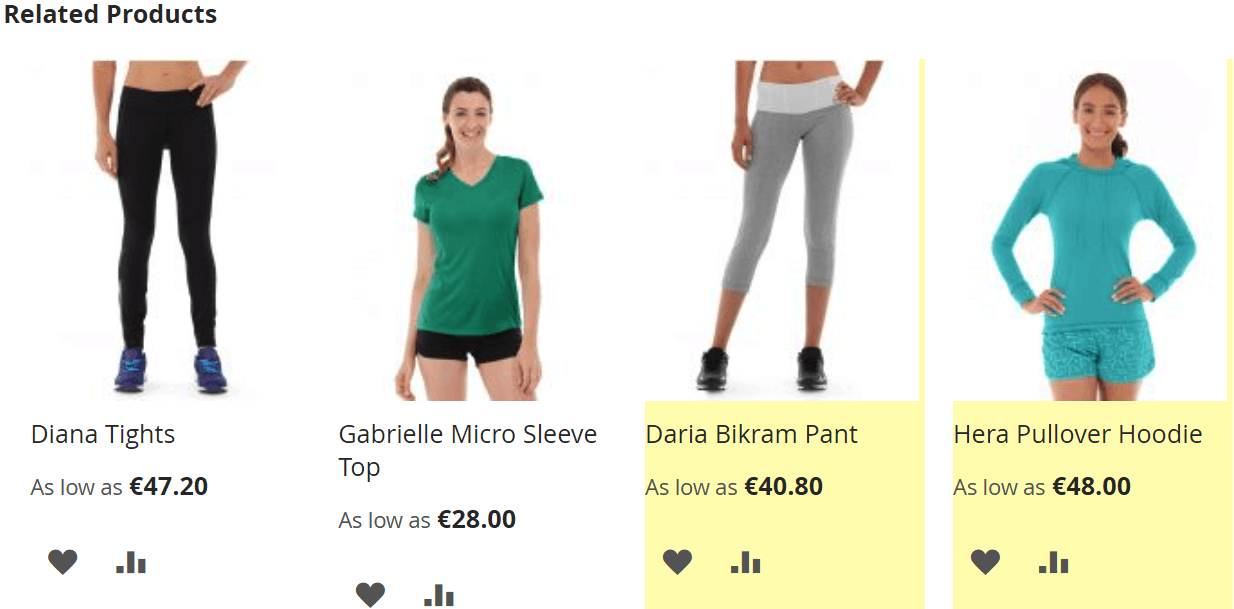 Related Products
Diana Tights
As low as €47.20
Gabrielle Micro Sleeve
Top
As low as €28.00
Daria Bikram Pant
As low as €40.80
Hera Pullover Hoodie
As low as €48.00